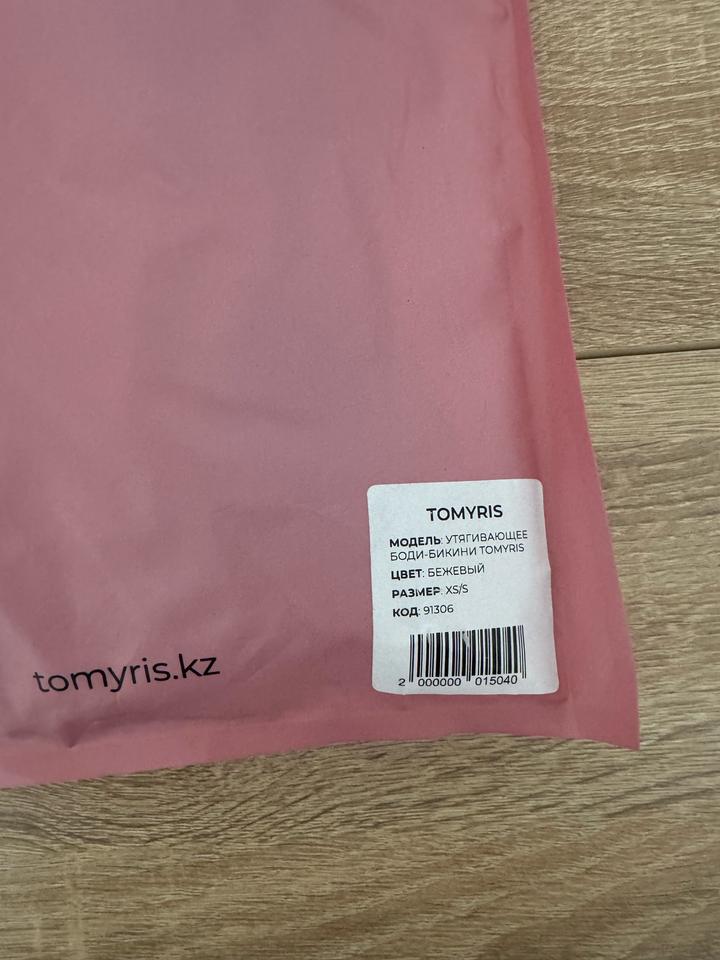 TOMYRIS
МОДЕЛЬ: УТЯГИВАЮЩЕЕ
БОДИ-БИКИНИ TOMYRIS
ЦВЕТ: БЕЖЕВЫЙ
РАЗМЕР: XS/S
КОД: 91306
2 000000 015040
tomyris.kz